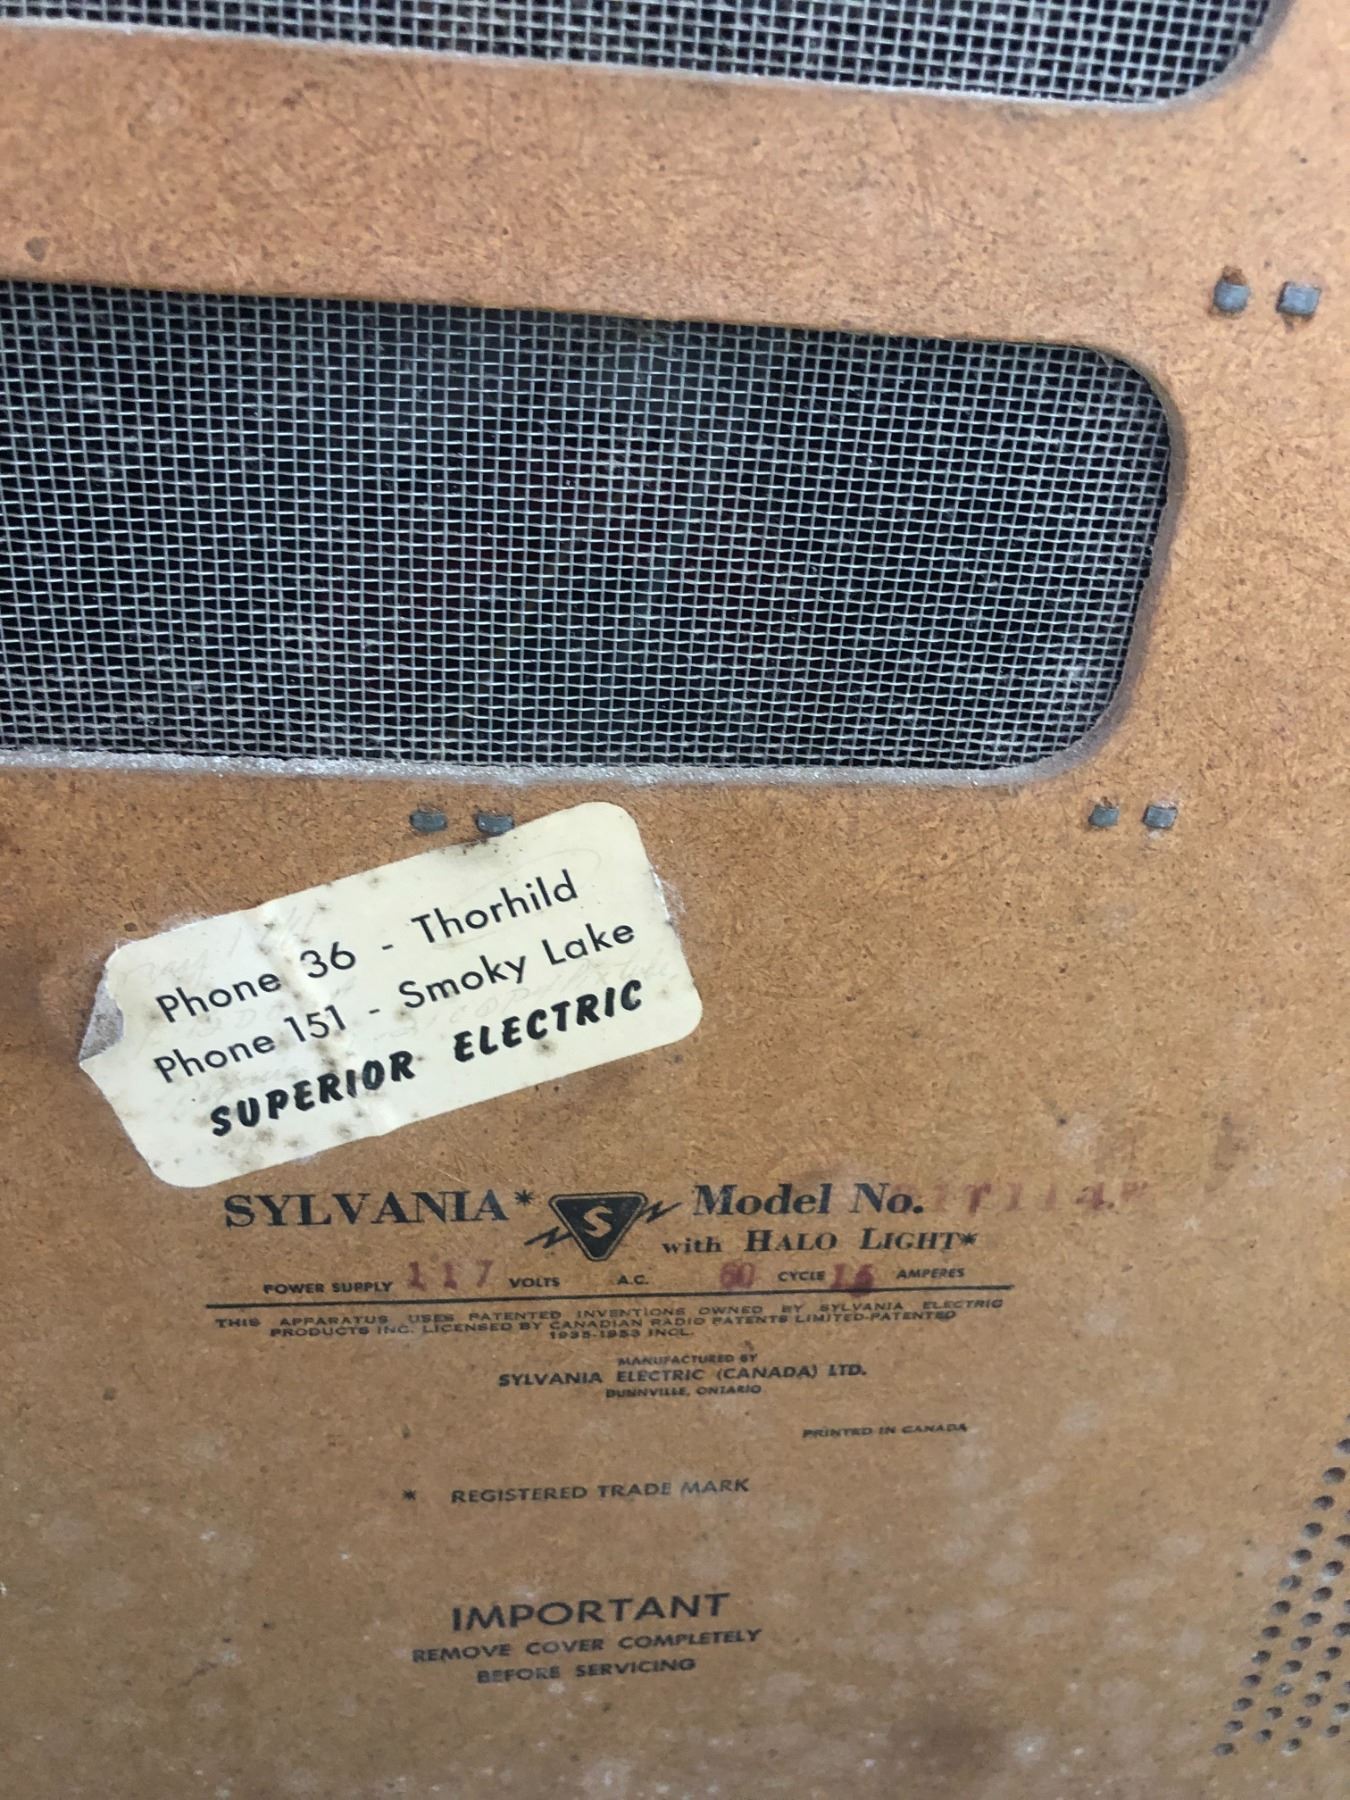 Phone 36 - Thorhild
Phone 151 - Smoky Lake
SUPERIOR ELECTRIC
SYLVANIA* S Model No.
with HALO LIGHT*
POWER SUPPLY 117 VOLTS A.C. 60 CYCLE AMPERES
THIS APPARATUS USES PATENTED INVENTIONS OWNED BY SYLVANIA ELECTRIC
PRODUCTS INC. LICENSED BY CANADIAN RADIO PATENTS LIMITED-PATENTED
1935-1953 INCL.
MANUFACTURED BY
SYLVANIA ELECTRIC (CANADA) LTD.
DUNNVILLE, ONTARIO
PRINTED IN CANADA
* REGISTERED TRADE MARK
IMPORTANT
REMOVE COVER COMPLETELY
BEFORE SERVICING